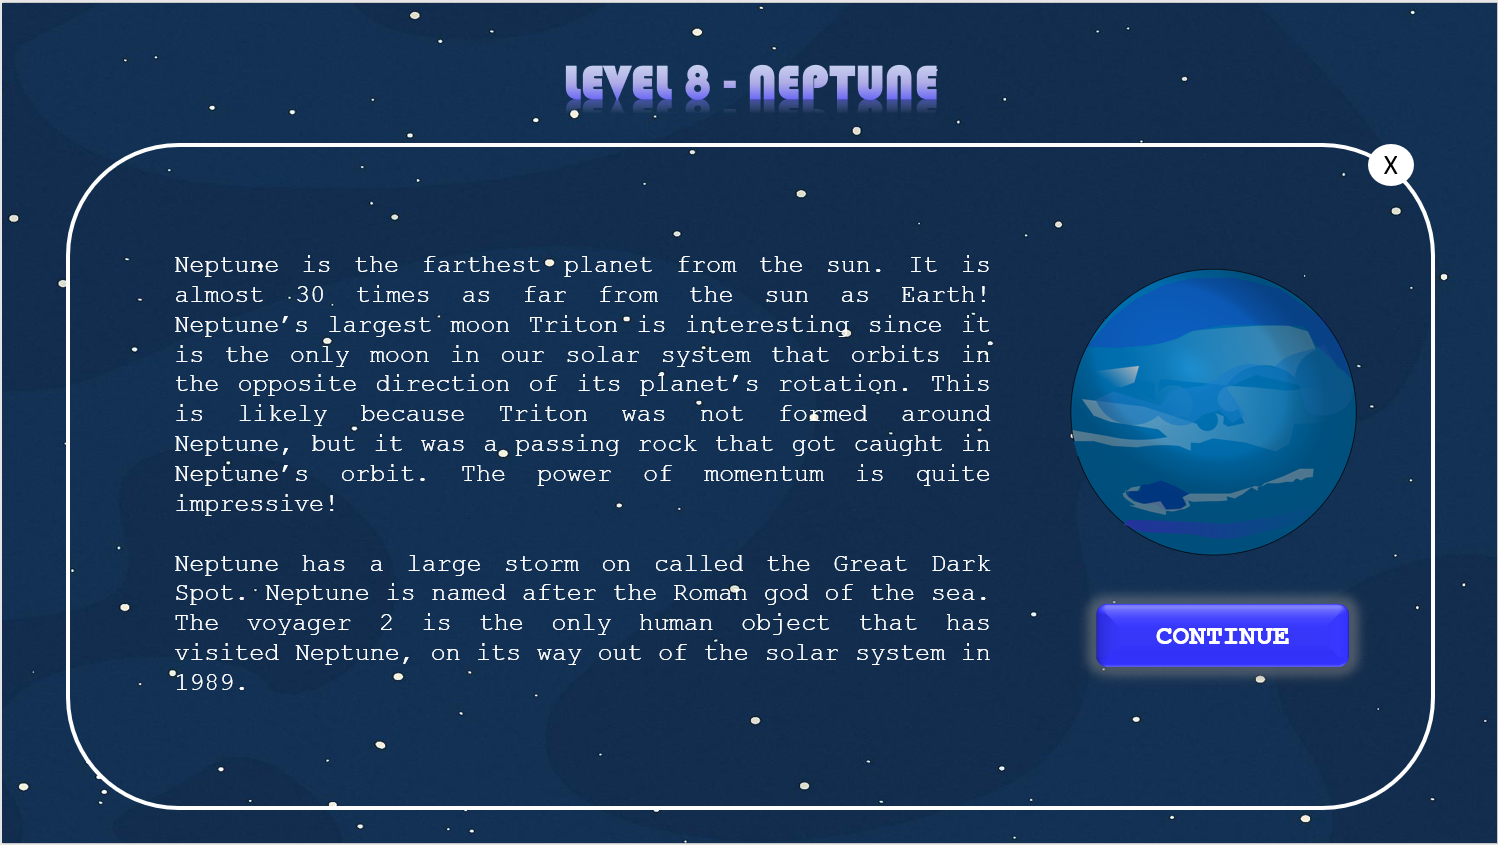 LEVEL 8 - NEPTUNE
X
Neptune is the farthest planet from the sun. It is
almost 30 times as far from the sun as Earth!
Neptune’s largest moon Triton is interesting since it
is the only moon in our solar system that orbits in
the opposite direction of its planet’s rotation. This
is likely because Triton was not formed around
Neptune, but it was a passing rock that got caught in
Neptune’s orbit. The power of momentum is quite
impressive!
Neptune has a large storm on called the Great Dark
Spot. Neptune is named after the Roman god of the sea.
The voyager 2 is the only human object that has
visited Neptune, on its way out of the solar system in
1989.
CONTINUE